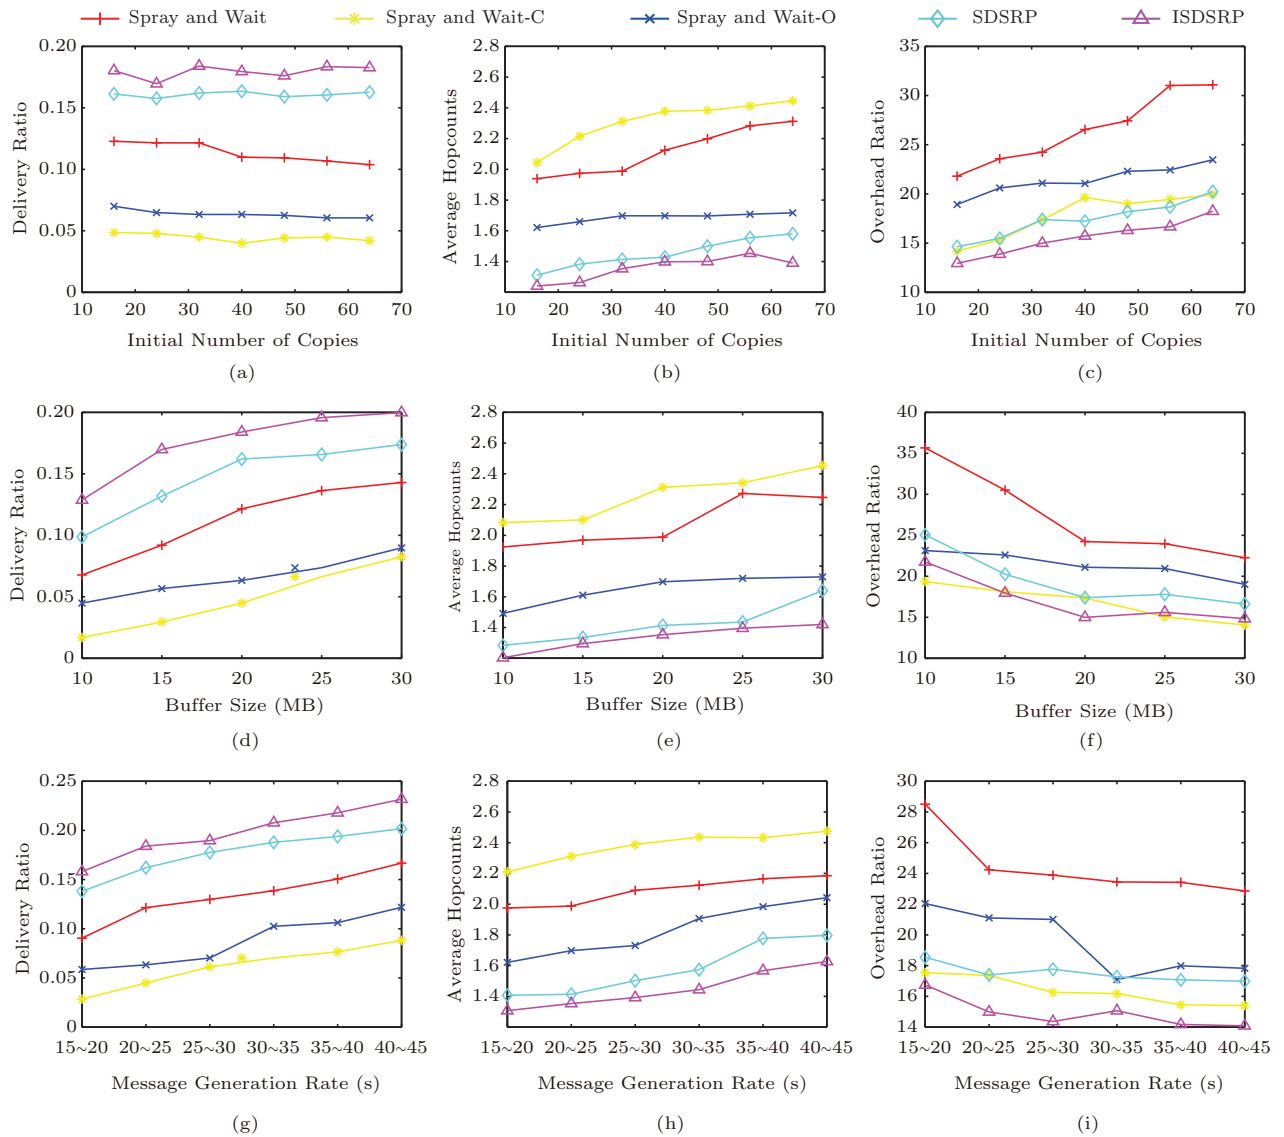 Spray and Wait Spray and Wait-C Spray and Wait-O SDSRP ISDSRP
0.20 0.15 0.10 0.05 0
Delivery Ratio
10 20 30 40 50 60 70
Initial Number of Copies
(a)
2.8 2.6 2.4 2.2 2.0 1.8 1.6 1.4
Average Hopcounts
10 20 30 40 50 60 70
Initial Number of Copies
(b)
35 30 25 20 15 10
Overhead Ratio
10 20 30 40 50 60 70
Initial Number of Copies
(c)
0.20 0.15 0.10 0.05 0
Delivery Ratio
10 15 20 25 30
Buffer Size (MB)
(d)
2.8 2.6 2.4 2.2 2.0 1.8 1.6 1.4
Average Hopcounts
10 15 20 25 30
Buffer Size (MB)
(e)
40 35 30 25 20 15 10
Overhead Ratio
10 15 20 25 30
Buffer Size (MB)
(f)
0.25 0.20 0.15 0.10 0.05 0
Delivery Ratio
15~20 20~25 25~30 30~35 35~40 40~45
Message Generation Rate (s)
(g)
2.8 2.6 2.4 2.2 2.0 1.8 1.6 1.4
Average Hopcounts
15~20 20~25 25~30 30~35 35~40 40~45
Message Generation Rate (s)
(h)
30 28 26 24 22 20 18 16 14
Overhead Ratio
15~20 20~25 25~30 30~35 35~40 40~45
Message Generation Rate (s)
(i)